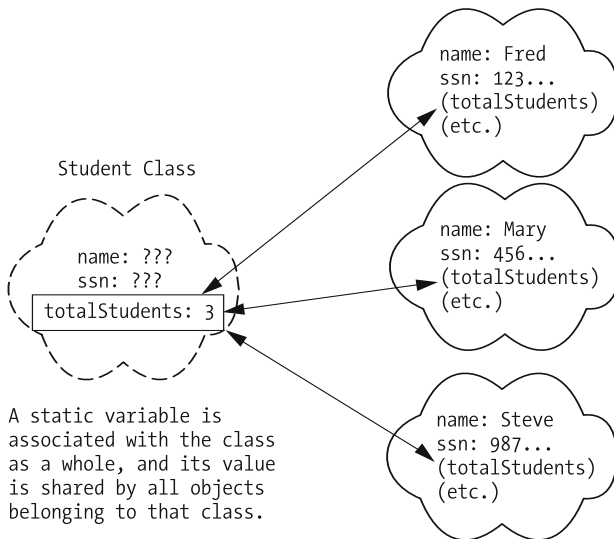 name: Fred
ssn: 123...
(totalStudents)
(etc.)
Student Class
name: ???
ssn: ???
totalStudents: 3
name: Mary
ssn: 456...
(totalStudents)
(etc.)
A static variable is
associated with the class
as a whole, and its value
is shared by all objects
belonging to that class.
name: Steve
ssn: 987...
(totalStudents)
(etc.)